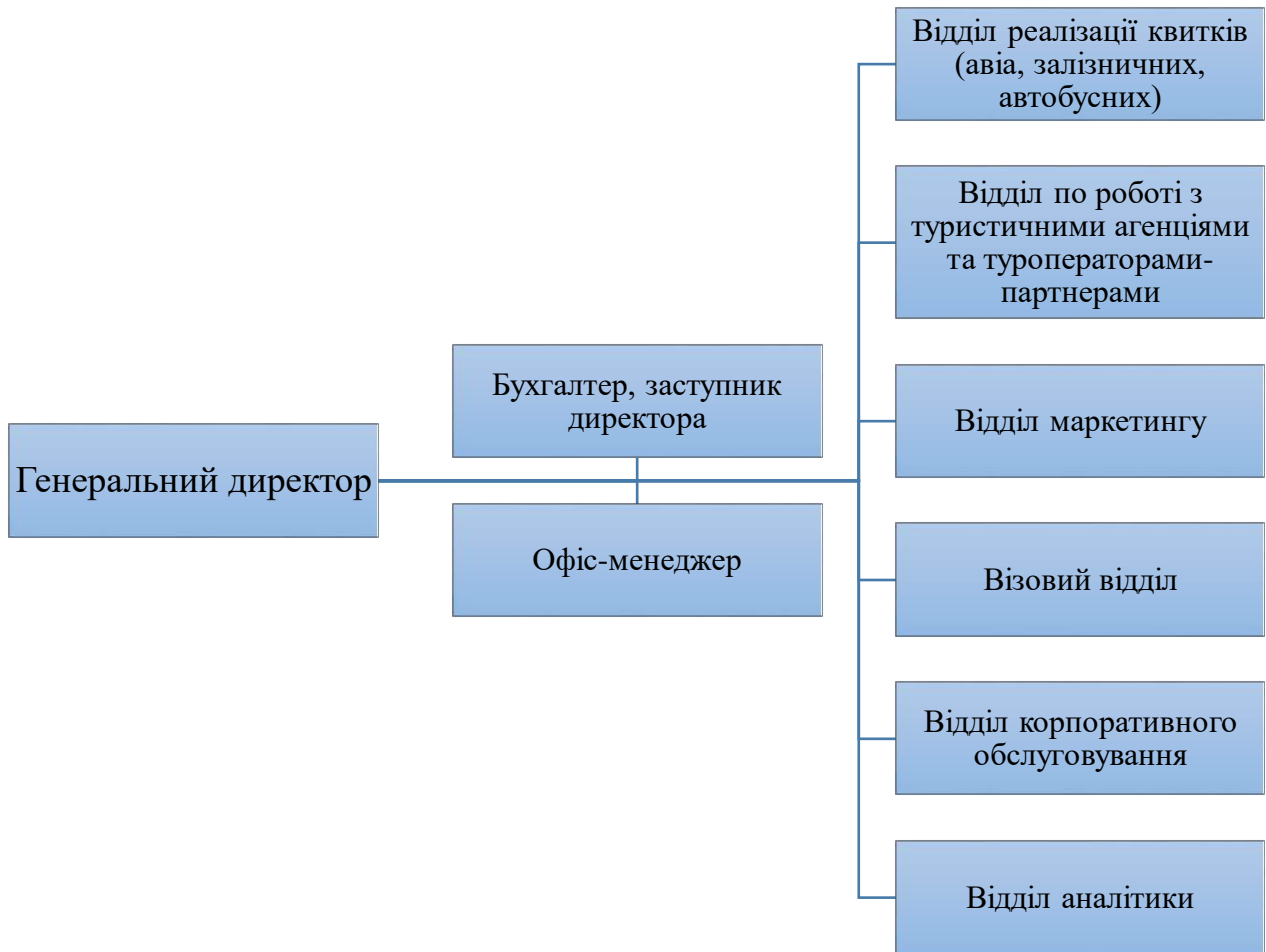 Генеральний директор
Бухгалтер, заступник
директора
Офіс-менеджер
Відділ реалізації квитків
(авіа, залізничних,
автобусних)
Відділ по роботі з
туристичними агенціями
та туроператорами-
партнерами
Відділ маркетингу
Візовий відділ
Відділ корпоративного
обслуговування
Відділ аналітики